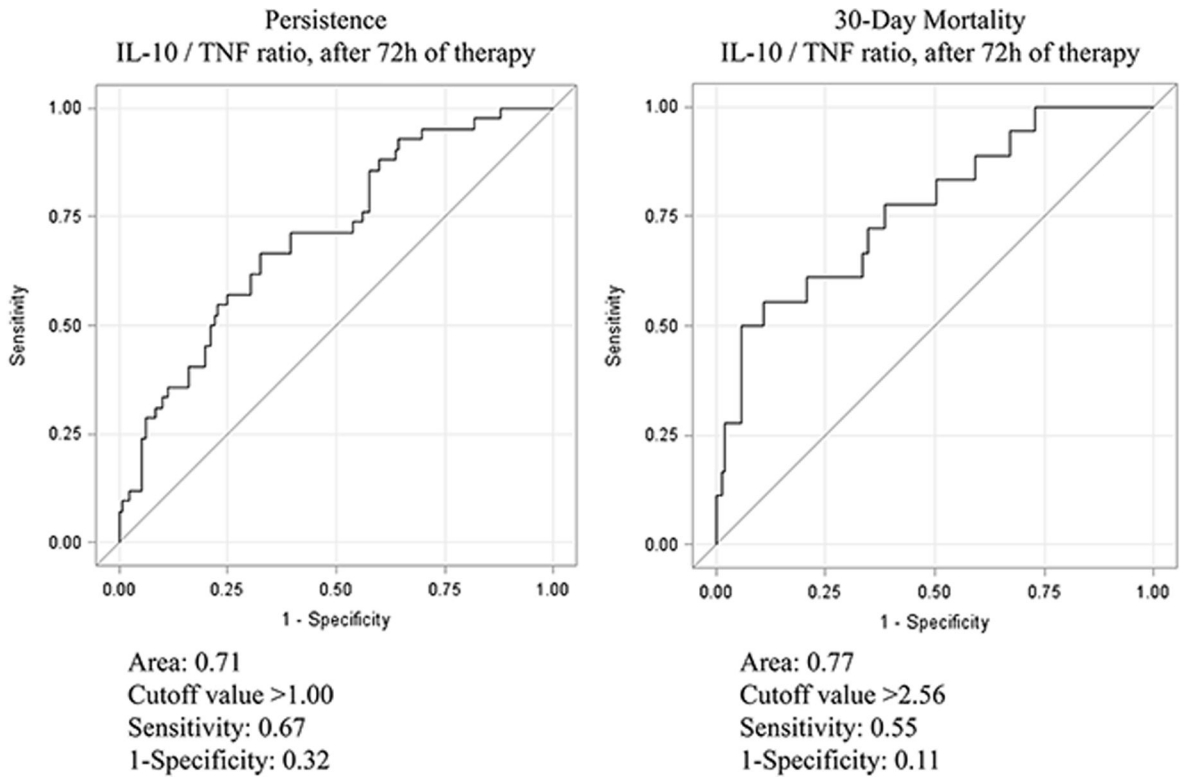 Persistence
IL-10 / TNF ratio, after 72h of therapy
1.00
0.75
0.50
0.25
0.00
Sensitivity
0.00 0.25 0.50 0.75 1.00
1 - Specificity
Area: 0.71
Cutoff value >1.00
Sensitivity: 0.67
1-Specificity: 0.32
30-Day Mortality
IL-10 / TNF ratio, after 72h of therapy
1.00
0.75
0.50
0.25
0.00
Sensitivity
0.00 0.25 0.50 0.75 1.00
1 - Specificity
Area: 0.77
Cutoff value >2.56
Sensitivity: 0.55
1-Specificity: 0.11